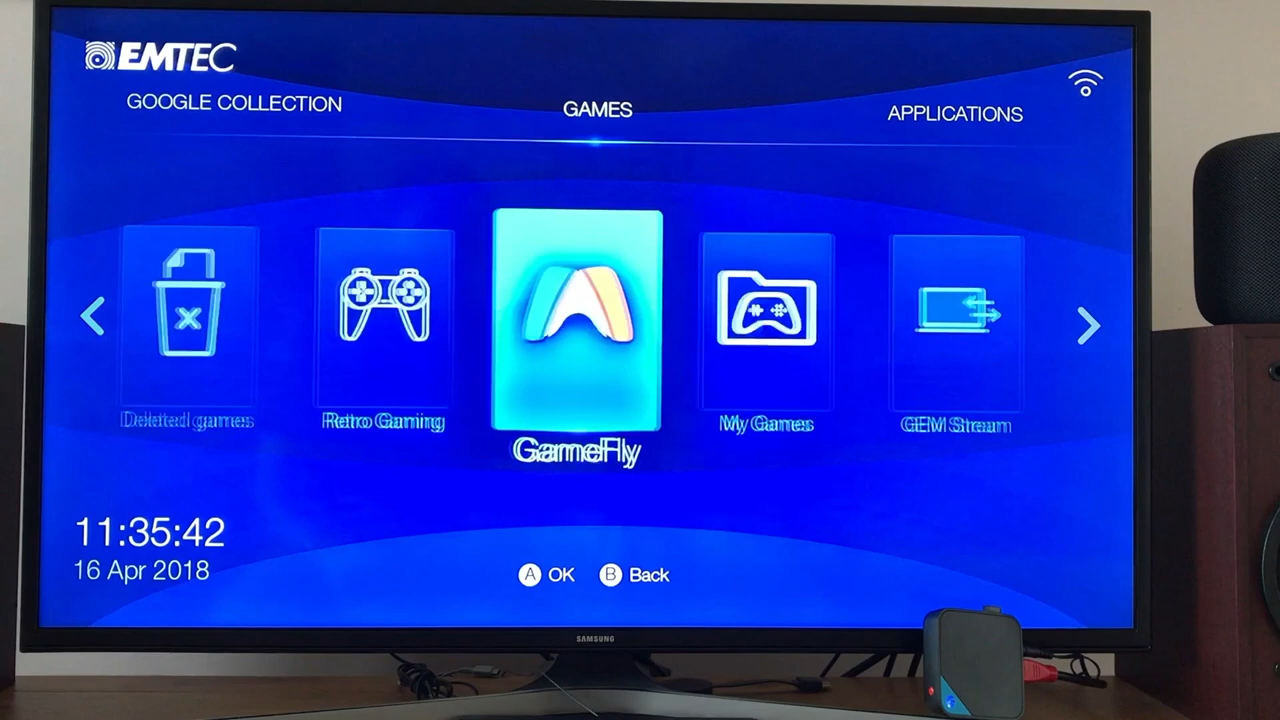 EMTEC
GOOGLE COLLECTION
GAMES
APPLICATIONS
Deleted games
Retro Gaming
GameFly
My Games
GEM Stream
11:35:42
16 Apr 2018
A OK B Back
SAMSUNG